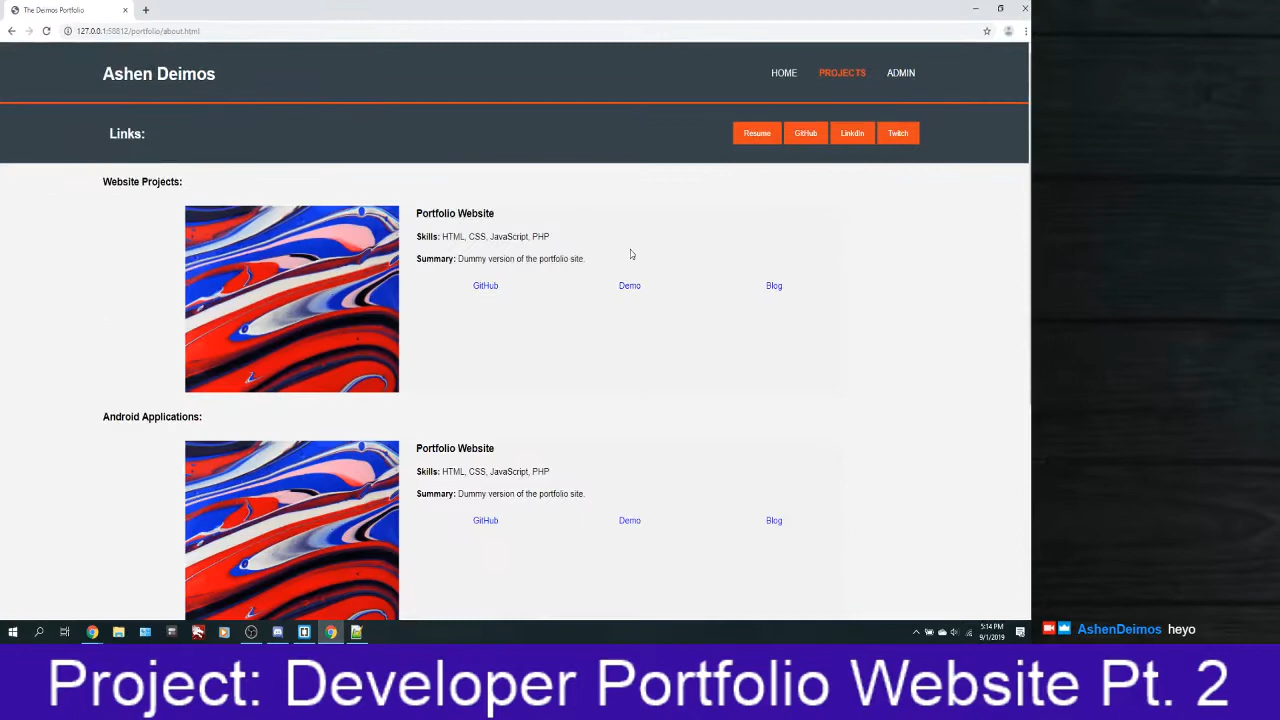 The Deimos Portfolio
127.0.0.1:58812/portfolio/about.html
Ashen Deimos
HOME PROJECTS ADMIN
Links:
Resume GitHub LinkdIn Twitch
Website Projects:
Portfolio Website
Skills: HTML, CSS, JavaScript, PHP
Summary: Dummy version of the portfolio site.
GitHub Demo Blog
Android Applications:
Portfolio Website
Skills: HTML, CSS, JavaScript, PHP
Summary: Dummy version of the portfolio site.
GitHub Demo Blog
5:14 PM
9/1/2019
AshenDeimos heyo
Project: Developer Portfolio Website Pt. 2